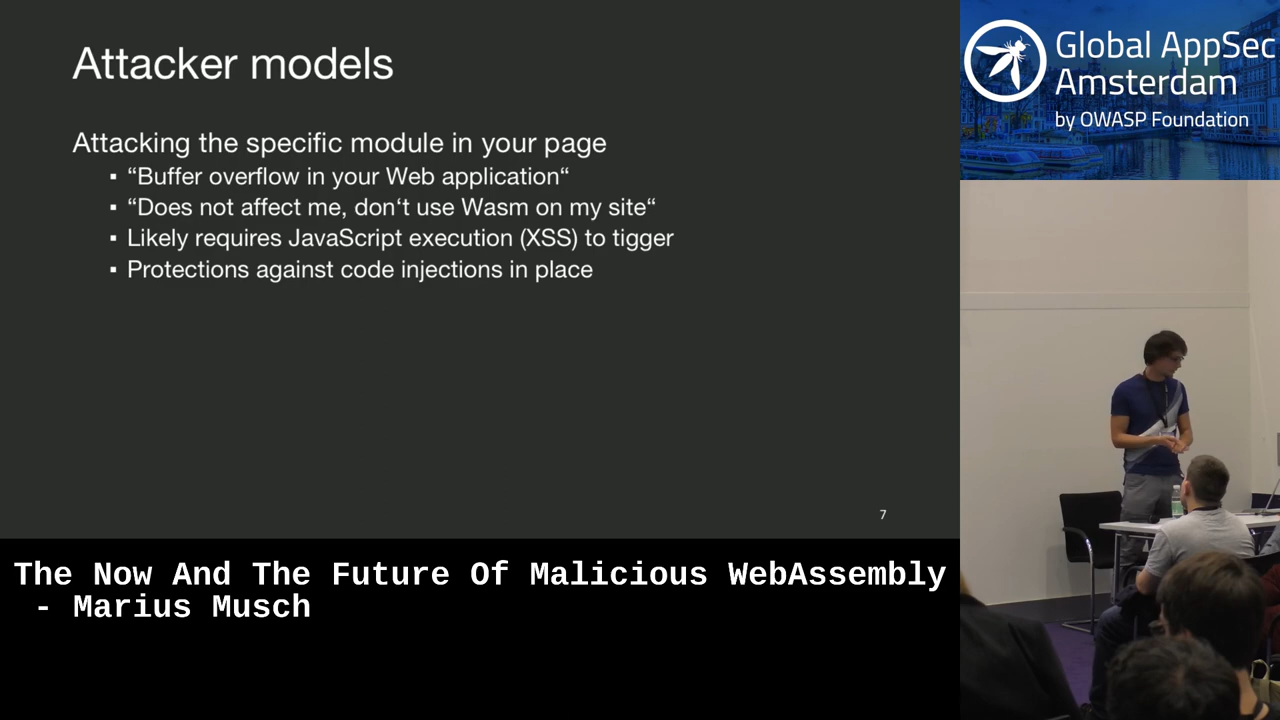 Attacker models
Attacking the specific module in your page
▪ “Buffer overflow in your Web application“
▪ “Does not affect me, don‘t use Wasm on my site“
▪ Likely requires JavaScript execution (XSS) to tigger
▪ Protections against code injections in place
7
The Now And The Future Of Malicious WebAssembly
- Marius Musch
Global AppSec
Amsterdam
by OWASP Foundation